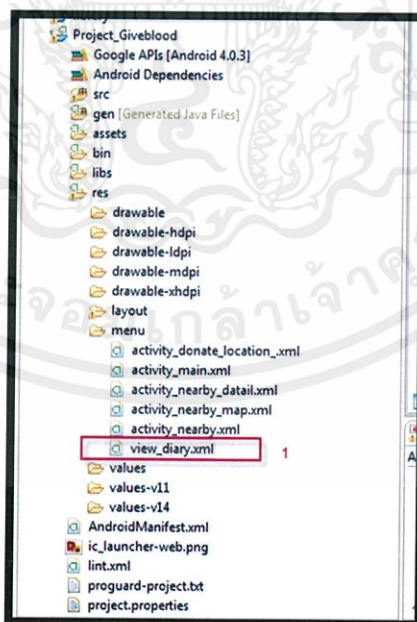 Project_Giveblood
Google APIs [Android 4.0.3]
Android Dependencies
src
gen [Generated Java Files]
assets
bin
libs
res
drawable
drawable-hdpi
drawable-ldpi
drawable-mdpi
drawable-xhdpi
layout
menu
activity_donate_location_.xml
activity_main.xml
activity_nearby_datail.xml
activity_nearby_map.xml
activity_nearby.xml
view_diary.xml 1
values
values-v11
values-v14
AndroidManifest.xml
ic_launcher-web.png
lint.xml
proguard-project.txt
project.properties